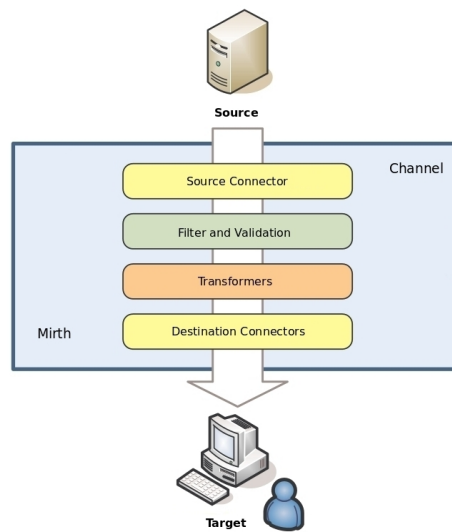 Source
Channel
Source Connector
Filter and Validation
Transformers
Destination Connectors
Mirth
Target